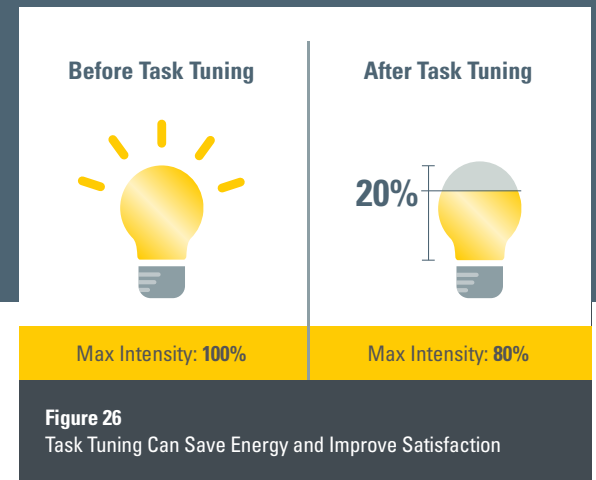 Before Task Tuning
After Task Tuning
20%
Max Intensity: 100%
Max Intensity: 80%
Figure 26
Task Tuning Can Save Energy and Improve Satisfaction